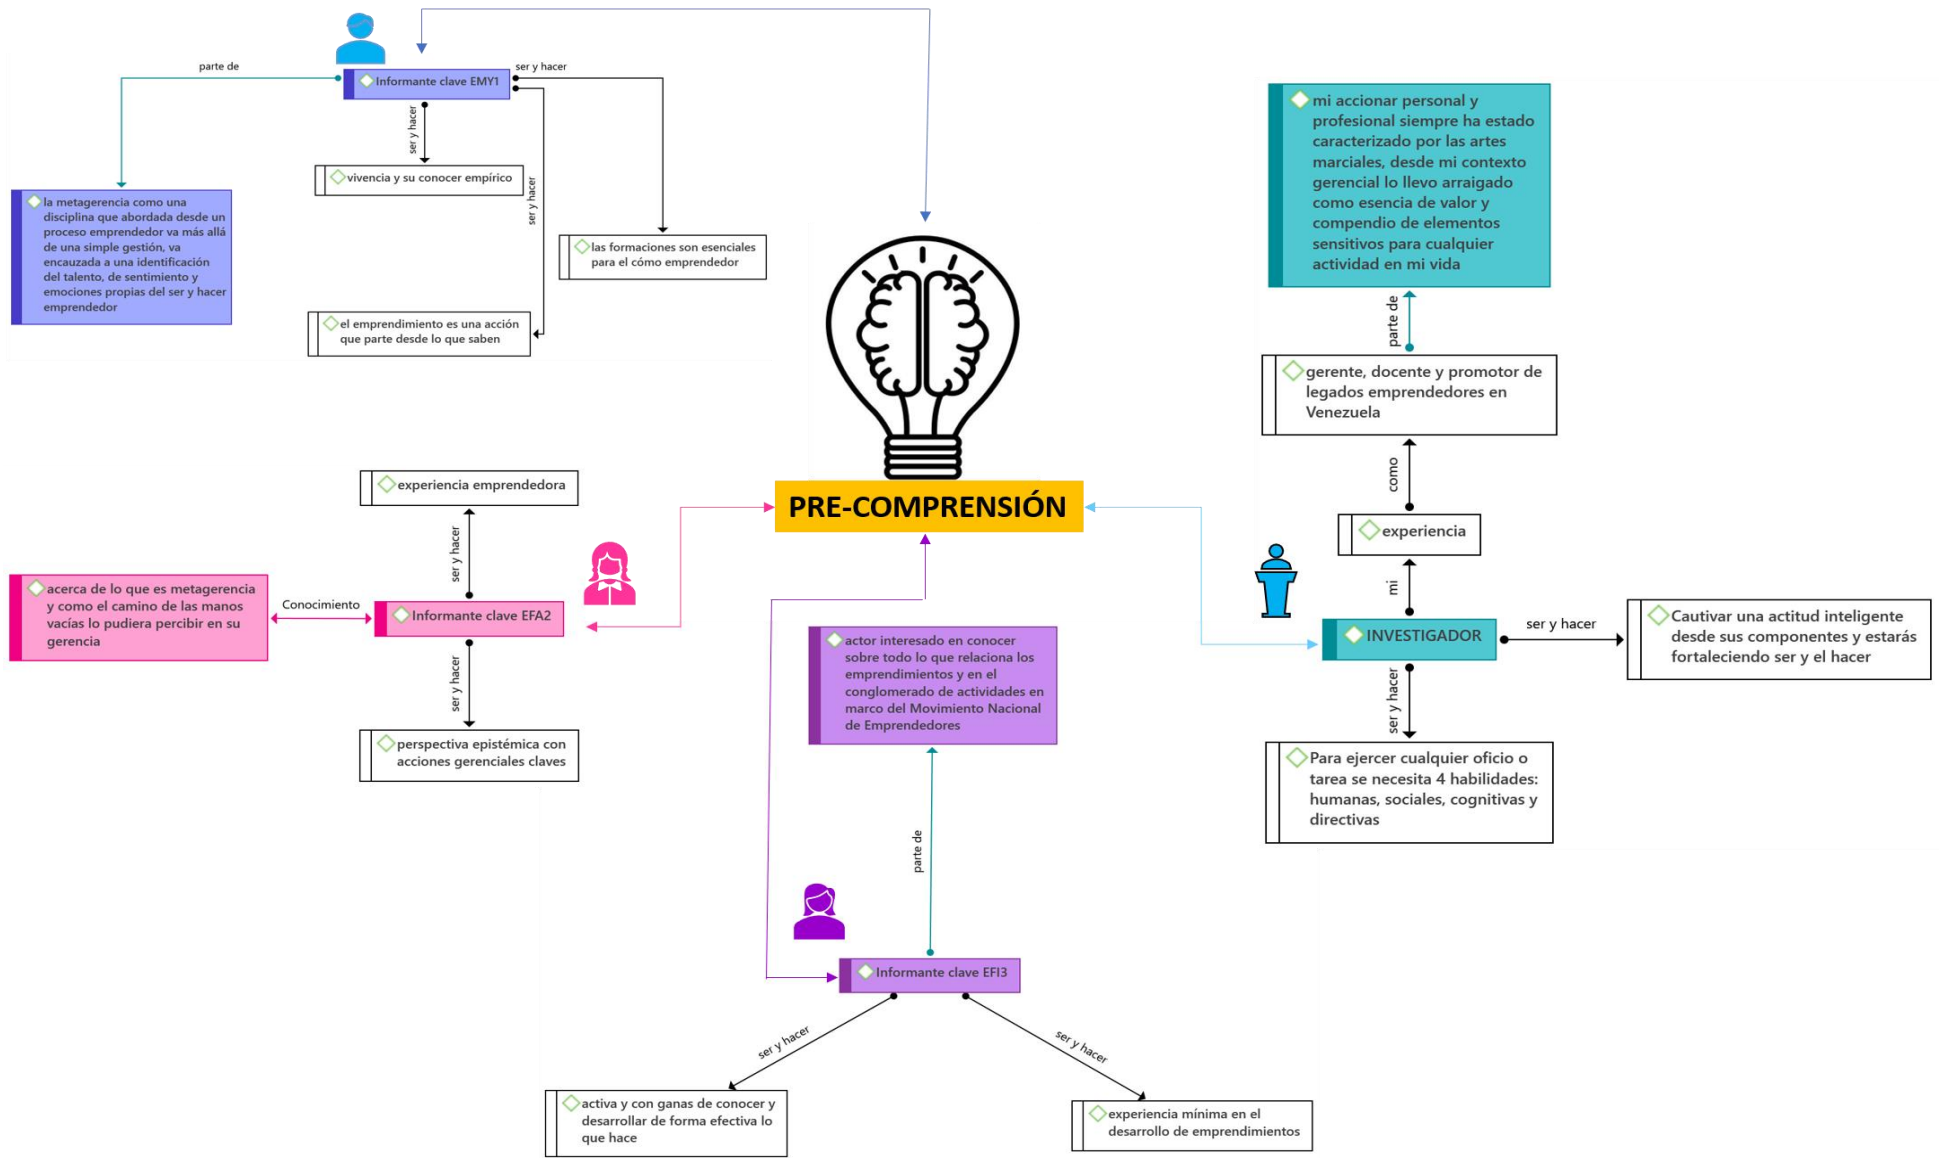 parte de
Informante clave EMY1
ser y hacer
ser y hacer
vivencia y su conocer empírico
ser y hacer
la metagerencia como una
disciplina que abordada desde un
proceso emprendedor va más allá
de una simple gestión, va
encauzada a una identificación
del talento, de sentimiento y
emociones propias del ser y hacer
emprendedor
las formaciones son esenciales
para el cómo emprendedor
el emprendimiento es una acción
que parte desde lo que saben
mi accionar personal y
profesional siempre ha estado
caracterizado por las artes
marciales, desde mi contexto
gerencial lo llevo arraigado
como esencia de valor y
compendio de elementos
sensitivos para cualquier
actividad en mi vida
parte de
gerente, docente y promotor de
legados emprendedores en
Venezuela
como
experiencia
mi
INVESTIGADOR
ser y hacer
Cautivar una actitud inteligente
desde sus componentes y estarás
fortaleciendo ser y el hacer
ser y hacer
Para ejercer cualquier oficio o
tarea se necesita 4 habilidades:
humanas, sociales, cognitivas y
directivas
PRE-COMPRENSIÓN
experiencia emprendedora
ser y hacer
acerca de lo que es metagerencia
y como el camino de las manos
vacías lo pudiera percibir en su
gerencia
Conocimiento
Informante clave EFA2
ser y hacer
perspectiva epistémica con
acciones gerenciales claves
actor interesado en conocer
sobre todo lo que relaciona los
emprendimientos y en el
conglomerado de actividades en
marco del Movimiento Nacional
de Emprendedores
parte de
Informante clave EFI3
ser y hacer
ser y hacer
activa y con ganas de conocer y
desarrollar de forma efectiva lo
que hace
experiencia mínima en el
desarrollo de emprendimientos